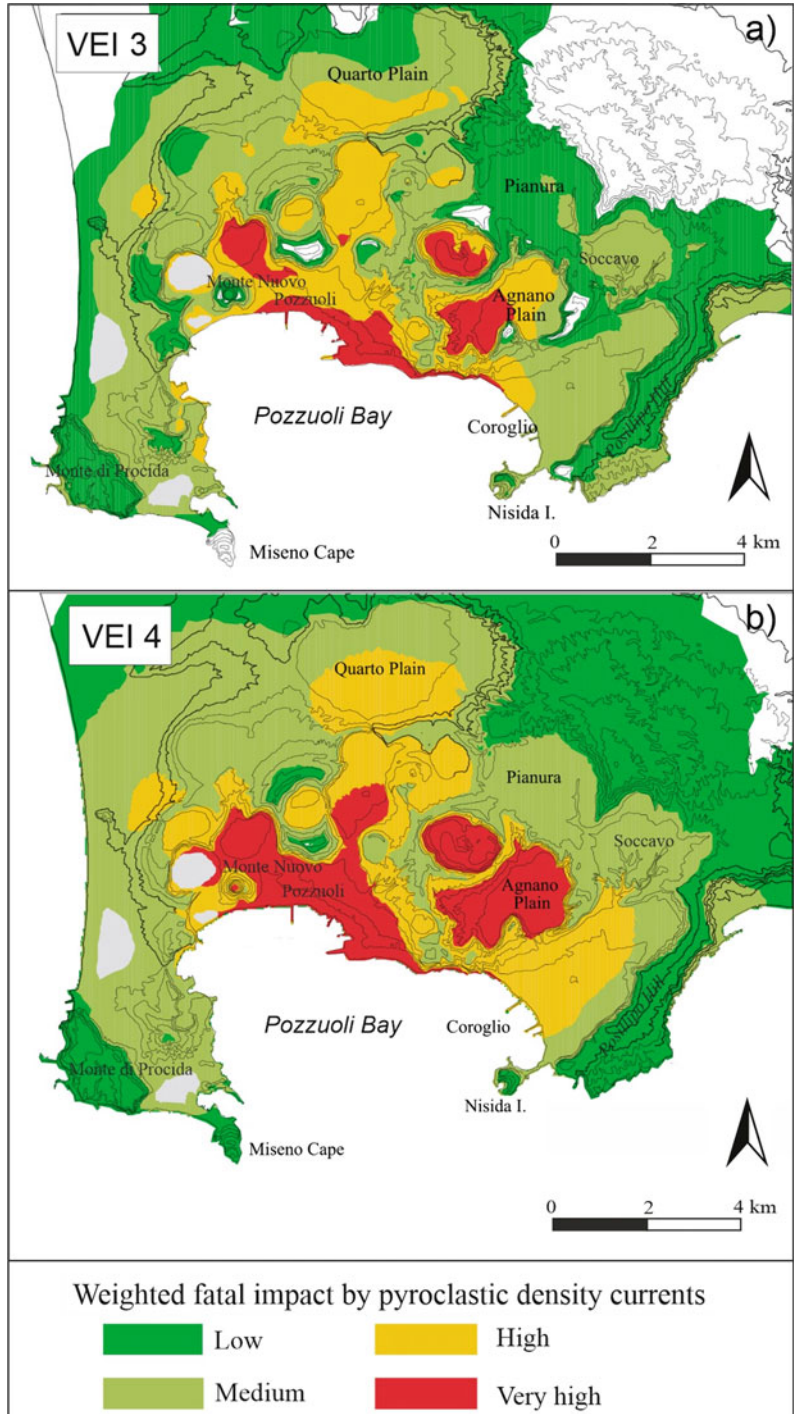 VEI 3
a)
Quarto Plain
Pianura
Soccavo
Monte Nuovo
Pozzuoli
Agnano
Plain
Pozzuoli Bay
Coroglio
Posillipo Hill
Monte di Procida
Nisida I.
Miseno Cape
0 2 4 km
VEI 4
b)
Quarto Plain
Pianura
Soccavo
Monte Nuovo
Pozzuoli
Agnano
Plain
Pozzuoli Bay
Coroglio
Posillipo Hill
Monte di Procida
Nisida I.
Miseno Cape
0 2 4 km
Weighted fatal impact by pyroclastic density currents
Low
High
Medium
Very high